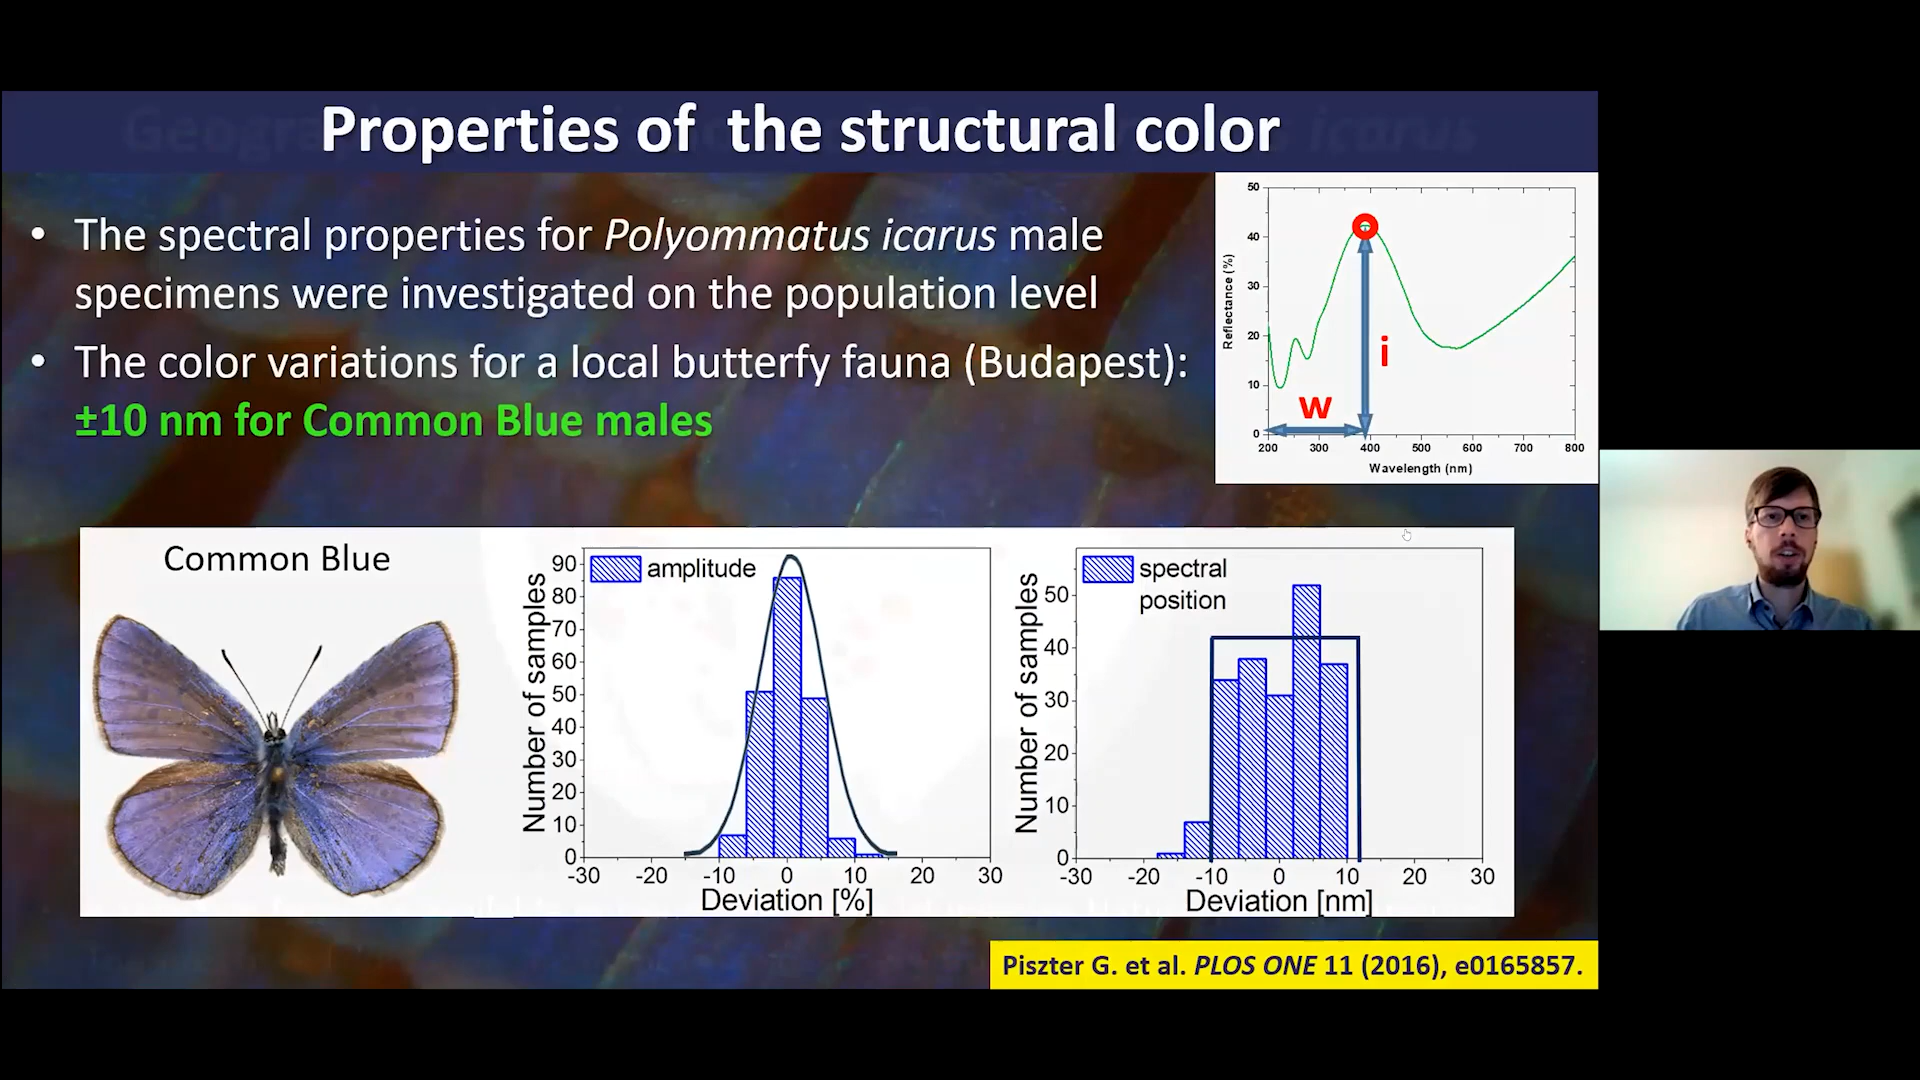 Properties of the structural color
• The spectral properties for Polyommatus icarus male
specimens were investigated on the population level
• The color variations for a local butterfy fauna (Budapest):
±10 nm for Common Blue males
50
40
30
20
10
0
Reflectance (%)
i
w
200 300 400 500 600 700 800
Wavelength (nm)
Common Blue
amplitude
Number of samples
90
80
70
60
50
40
30
20
10
0
-30 -20 -10 0 10 20 30
Deviation [%]
spectral
position
Number of samples
50
40
30
20
10
0
-30 -20 -10 0 10 20 30
Deviation [nm]
Piszter G. et al. PLOS ONE 11 (2016), e0165857.